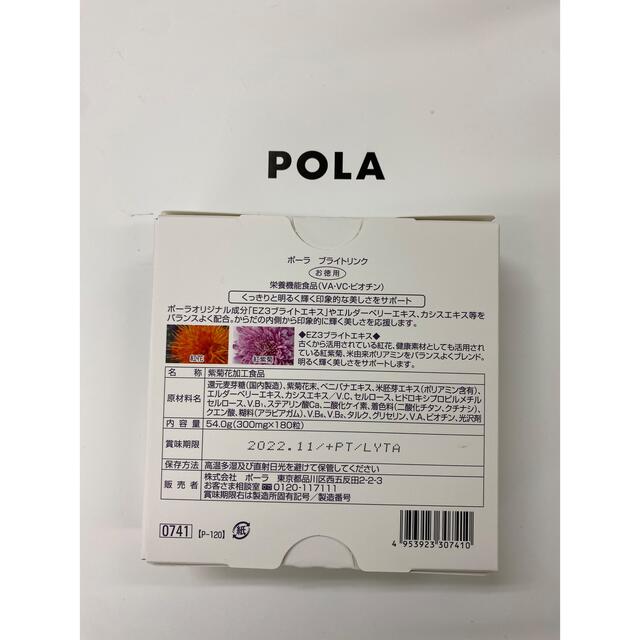 POLA
ポーラ ブライトリンク
お徳用
栄養機能食品(VA・VC・ビオチン)
くっきりと明るく輝く印象的な美しさをサポート
ポーラオリジナル成分「EZ3ブライトエキス」やエルダーベリーエキス、カシスエキス等を
バランスよく配合。からだの内側から印象的に輝く美しさを応援します。
◆EZ3ブライトエキス◆
古くから活用されている紅花、健康素材としても活用され
ている紅紫菊、米由来ポリアミンをバランスよくブレンド。
明るく輝く美しさをサポートします。
紅花
紅紫菊
名 称 紫菊花加工食品
原材料名 還元麦芽糖(国内製造)、紫菊花末、ベニバナエキス、米胚芽エキス(ポリアミン含有)、
エルダーベリーエキス、カシスエキス/V.C、セルロース、ヒドロキシプロピルメチル
セルロース、V.B₁、ステアリン酸Ca、二酸化ケイ素、着色料(二酸化チタン、クチナシ)、
クエン酸、糊料(アラビアガム)、V.B₆、V.B₂、タルク、グリセリン、V.A、ビオチン、光沢剤
内 容 量 54.0g(300mg×180粒)
賞味期限 2022.11/+PT/LYTA
保存方法 高温多湿及び直射日光を避けて保管してください
販 売 者 株式会社 ポーラ 東京都品川区西五反田2-2-3
お客さま相談室 0120-117111
賞味期限右は製造所固有記号/製造番号
0741 【P-120】 紙
4 953923 307410